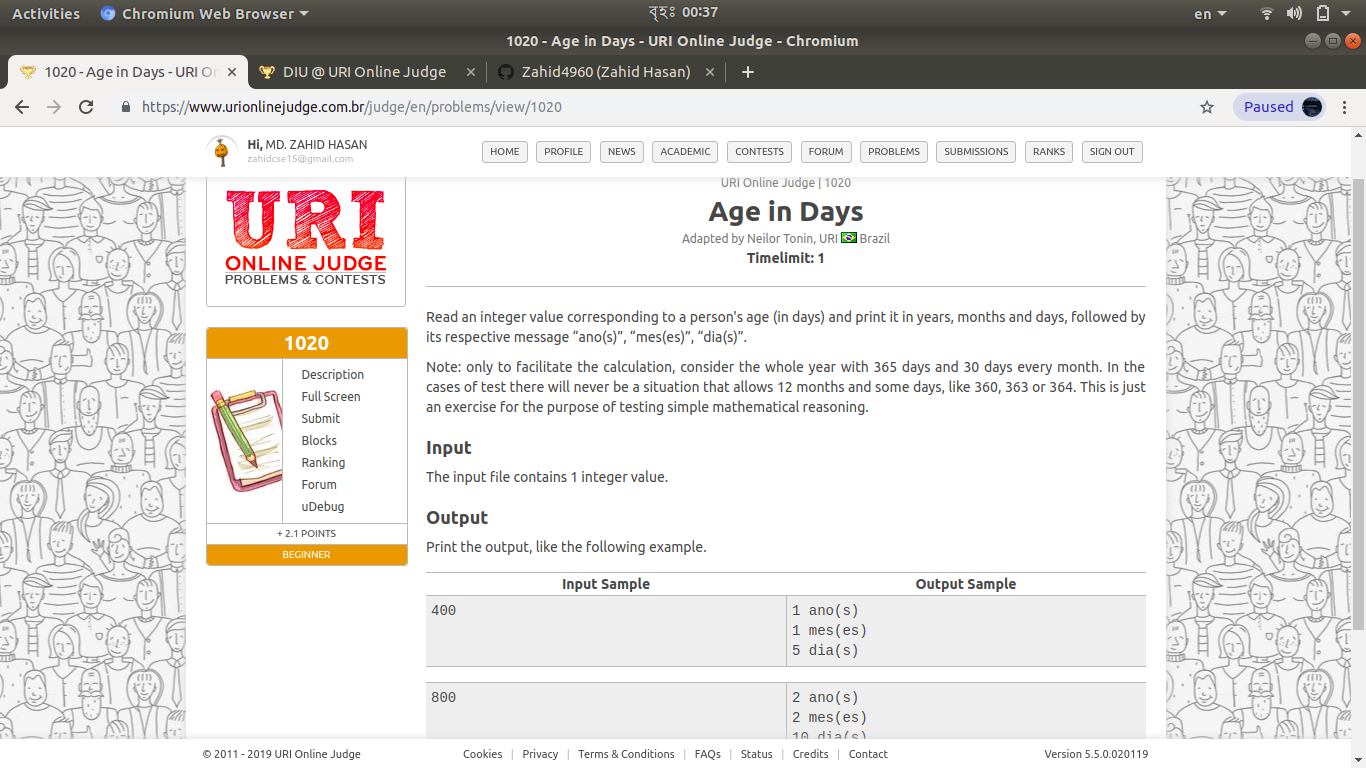 Activities
Chromium Web Browser
বৃহঃ 00:37
en
1020 - Age in Days - URI Online Judge - Chromium
1020 - Age in Days - URI Or
DIU @ URI Online Judge
Zahid4960 (Zahid Hasan)
https://www.urionlinejudge.com.br/judge/en/problems/view/1020
Paused
Hi, MD. ZAHID HASAN
zahidcse15@gmail.com
HOME PROFILE NEWS ACADEMIC CONTESTS FORUM PROBLEMS SUBMISSIONS RANKS SIGN OUT
URI
ONLINE JUDGE
PROBLEMS & CONTESTS
1020
Description
Full Screen
Submit
Blocks
Ranking
Forum
uDebug
+ 2.1 POINTS
BEGINNER
URI Online Judge | 1020
Age in Days
Adapted by Neilor Tonin, URI Brazil
Timelimit: 1
Read an integer value corresponding to a person's age (in days) and print it in years, months and days, followed by
its respective message “ano(s)”, “mes(es)”, “dia(s)”.
Note: only to facilitate the calculation, consider the whole year with 365 days and 30 days every month. In the
cases of test there will never be a situation that allows 12 months and some days, like 360, 363 or 364. This is just
an exercise for the purpose of testing simple mathematical reasoning.
Input
The input file contains 1 integer value.
Output
Print the output, like the following example.
Input Sample Output Sample
400
1 ano(s)
1 mes(es)
5 dia(s)
800
2 ano(s)
2 mes(es)
10 dia(s)
© 2011 - 2019 URI Online Judge
Cookies | Privacy | Terms & Conditions | FAQs | Status | Credits | Contact
Version 5.5.0.020119